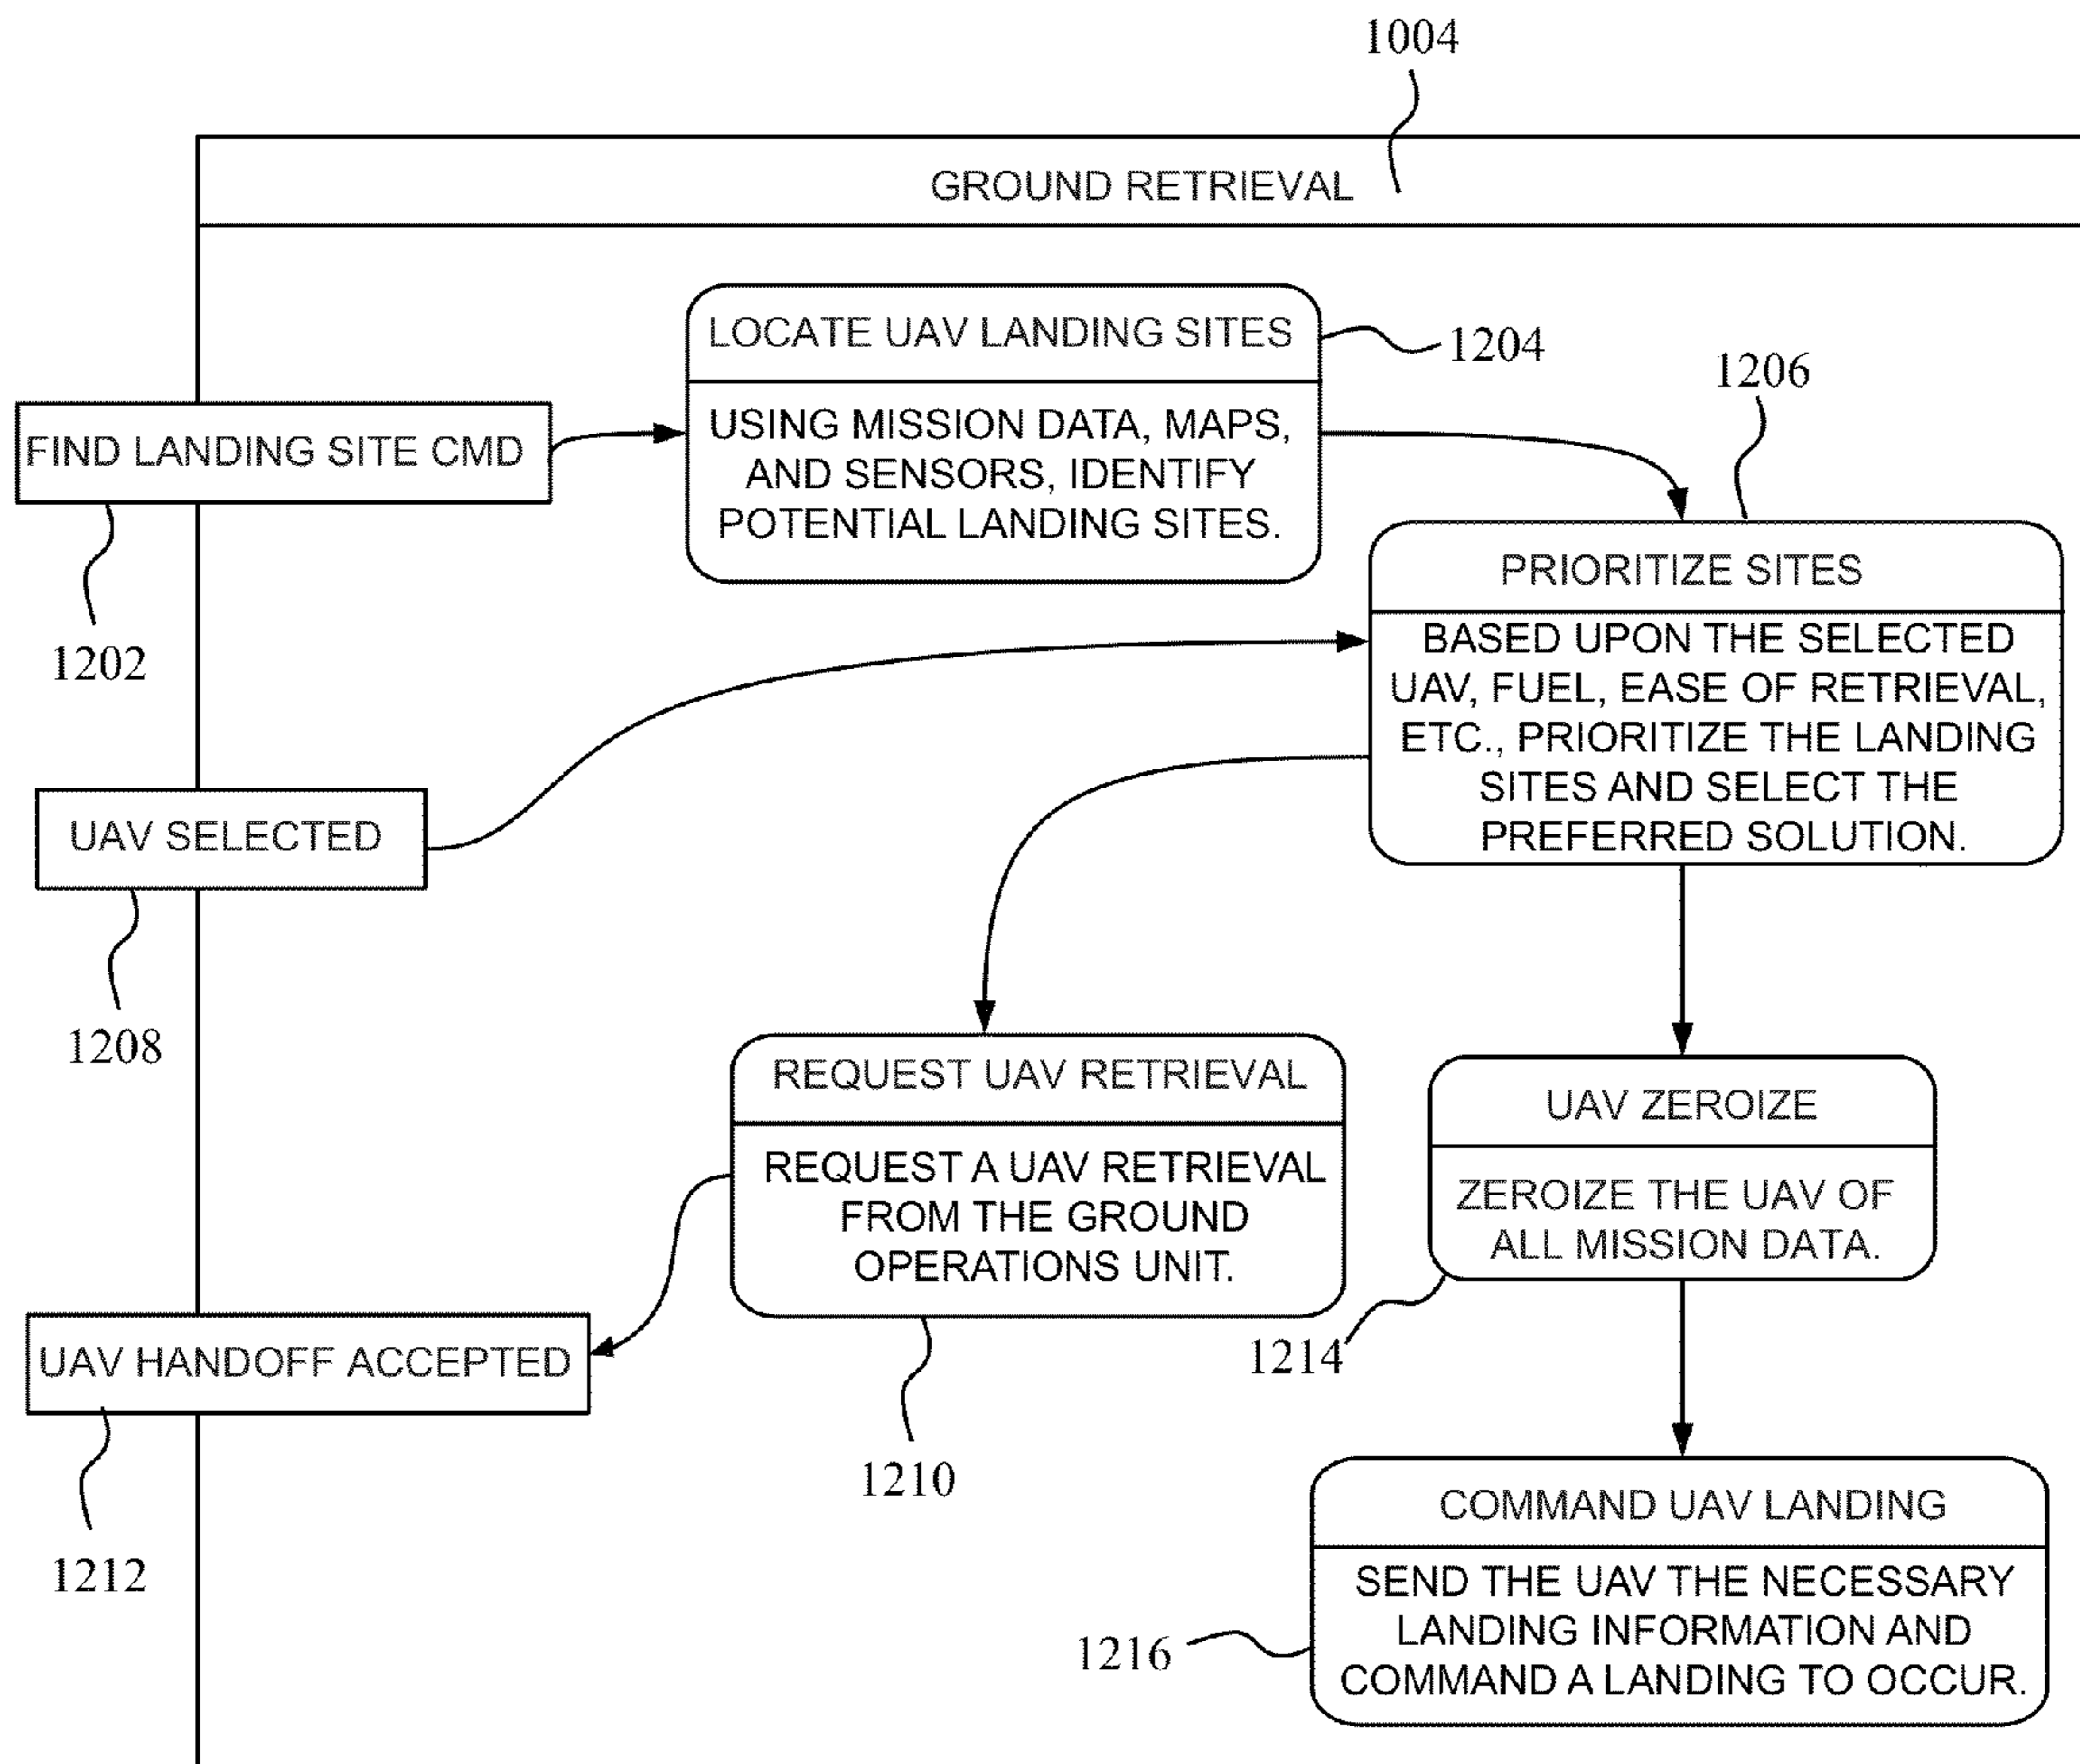 1004
GROUND RETRIEVAL
LOCATE UAV LANDING SITES
1204
USING MISSION DATA, MAPS,
AND SENSORS, IDENTIFY
POTENTIAL LANDING SITES.
FIND LANDING SITE CMD
1202
1206
PRIORITIZE SITES
BASED UPON THE SELECTED
UAV, FUEL, EASE OF RETRIEVAL,
ETC., PRIORITIZE THE LANDING
SITES AND SELECT THE
PREFERRED SOLUTION.
UAV SELECTED
1208
REQUEST UAV RETRIEVAL
REQUEST A UAV RETRIEVAL
FROM THE GROUND
OPERATIONS UNIT.
1210
UAV ZEROIZE
ZEROIZE THE UAV OF
ALL MISSION DATA.
1214
UAV HANDOFF ACCEPTED
1212
COMMAND UAV LANDING
SEND THE UAV THE NECESSARY
LANDING INFORMATION AND
COMMAND A LANDING TO OCCUR.
1216